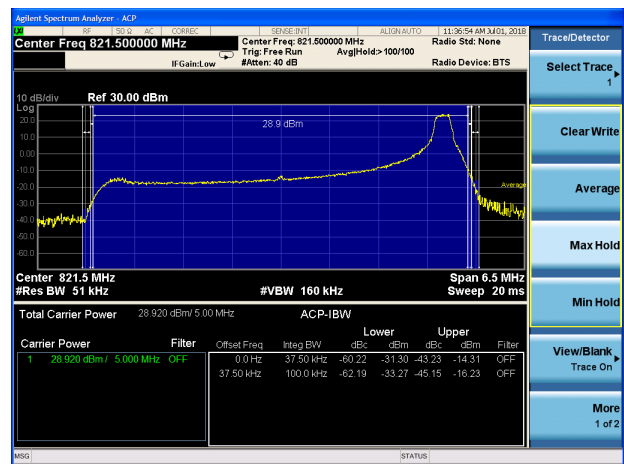 Agilent Spectrum Analyzer - ACP
LXI RF 50 Ω AC CORREC SENSE:INT ALIGN AUTO 11:36:54 AM Jul 01, 2018
Center Freq 821.500000 MHz
Center Freq: 821.500000 MHz
Radio Std: None
Trig: Free Run Avg|Hold:>100/100
IFGain:Low #Atten: 40 dB Radio Device: BTS
10 dB/div Ref 30.00 dBm
Log
20.0
10.0
0.00
-10.0
-20.0
-30.0
-40.0
-50.0
-60.0
28.9 dBm
Average
Center 821.5 MHz Span 6.5 MHz
#Res BW 51 kHz #VBW 160 kHz Sweep 20 ms
Total Carrier Power 28.920 dBm/ 5.00 MHz ACP-IBW
Lower Upper
Carrier Power Filter Offset Freq Integ BW dBc dBm dBc dBm Filter
1 28.920 dBm / 5.000 MHz OFF 0.0 Hz 37.50 kHz -60.22 -31.30 -43.23 -14.31 OFF
37.50 kHz 100.0 kHz -62.19 -33.27 -45.15 -16.23 OFF
MSG STATUS
Trace/Detector
Select Trace
1
Clear Write
Average
Max Hold
Min Hold
View/Blank
Trace On
More
1 of 2